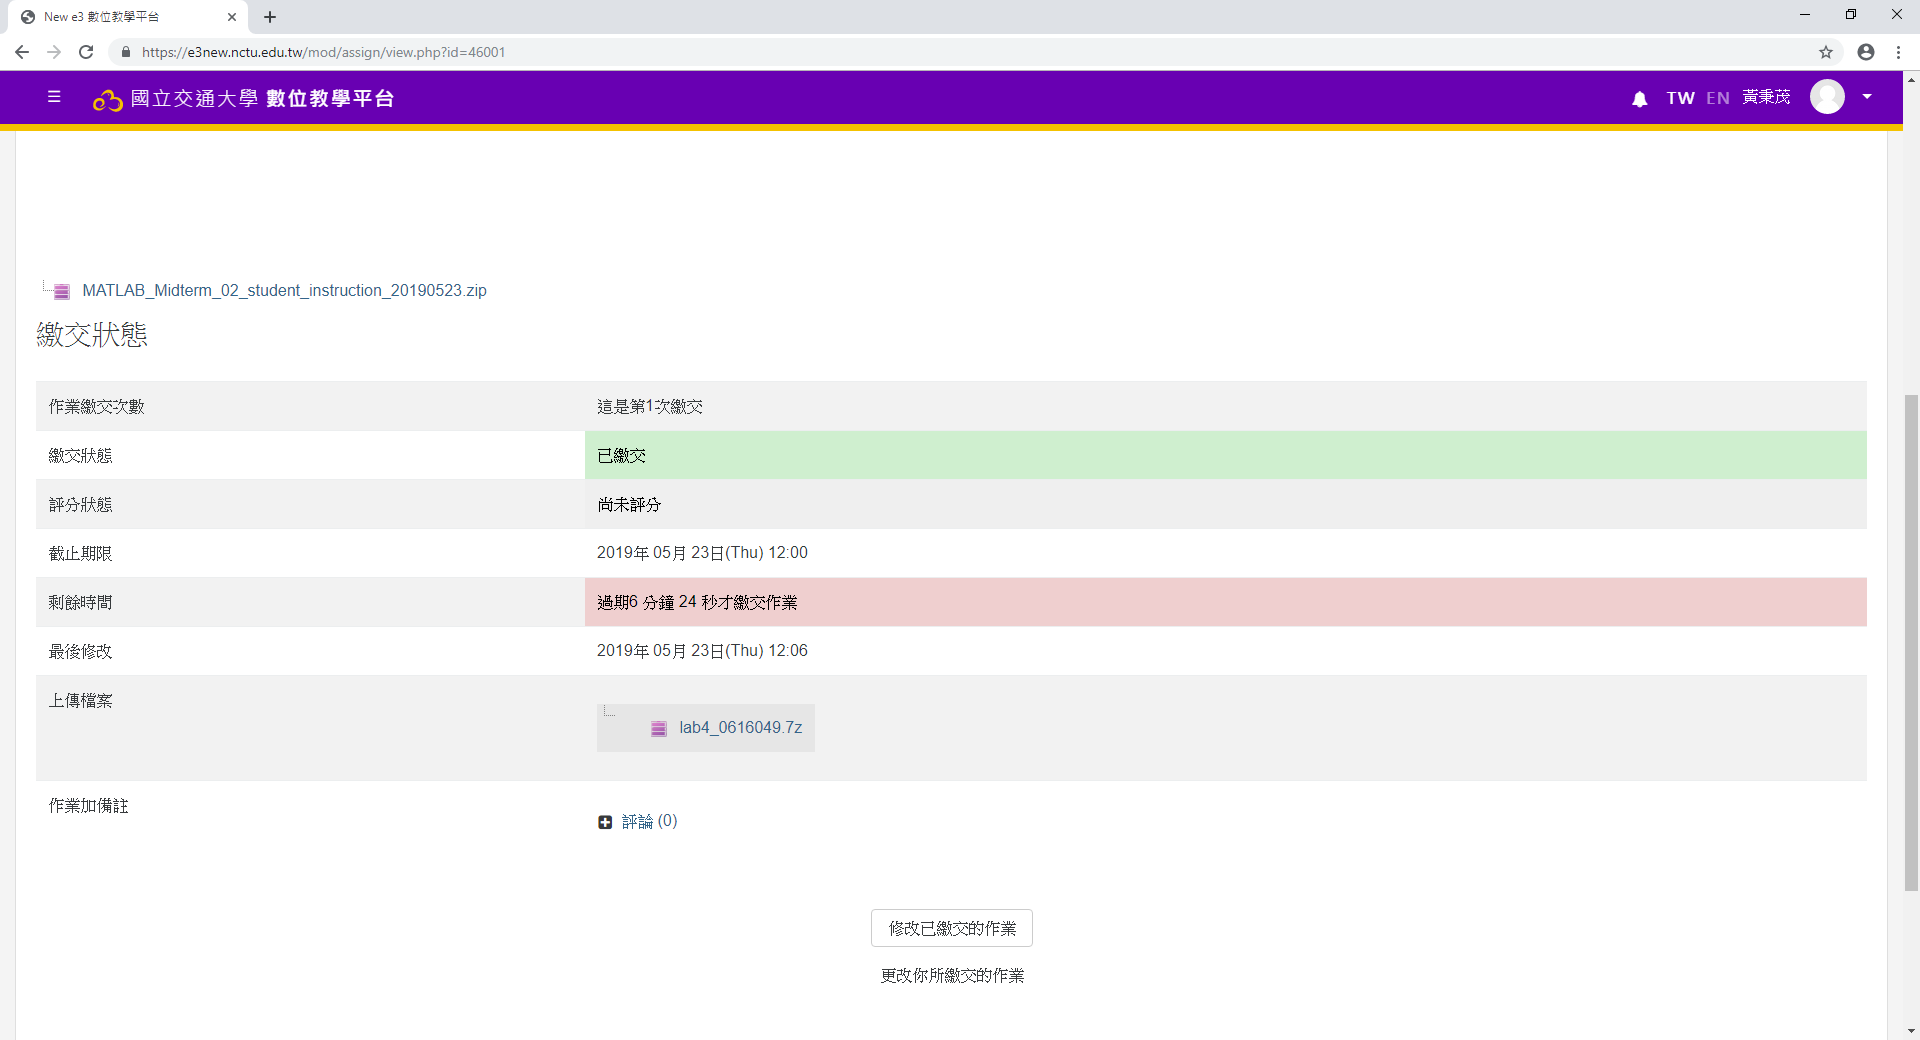 New e3 數位教學平台
https://e3new.nctu.edu.tw/mod/assign/view.php?id=46001
國立交通大學 數位教學平台
TW EN 黃秉茂
MATLAB_Midterm_02_student_instruction_20190523.zip
繳交狀態
作業繳交次數 這是第1次繳交
繳交狀態 已繳交
評分狀態 尚未評分
截止期限 2019年 05月 23日(Thu) 12:00
剩餘時間 過期6 分鐘 24 秒才繳交作業
最後修改 2019年 05月 23日(Thu) 12:06
上傳檔案
lab4_0616049.7z
作業加備註
評論 (0)
修改已繳交的作業
更改你所繳交的作業